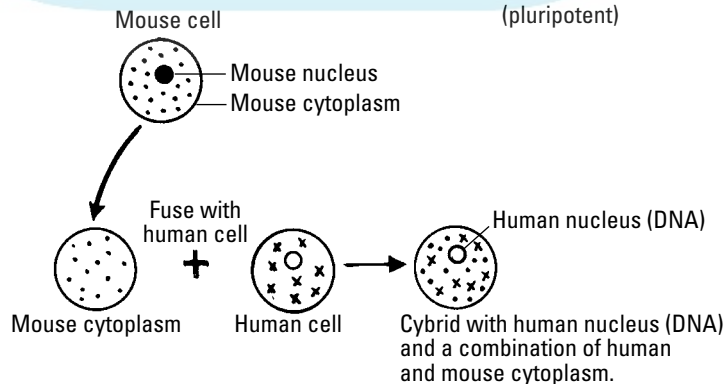 (pluripotent)
Mouse cell
Mouse nucleus
Mouse cytoplasm
Fuse with
human cell
+
Human nucleus (DNA)
Mouse cytoplasm
Human cell
Cybrid with human nucleus (DNA)
and a combination of human
and mouse cytoplasm.